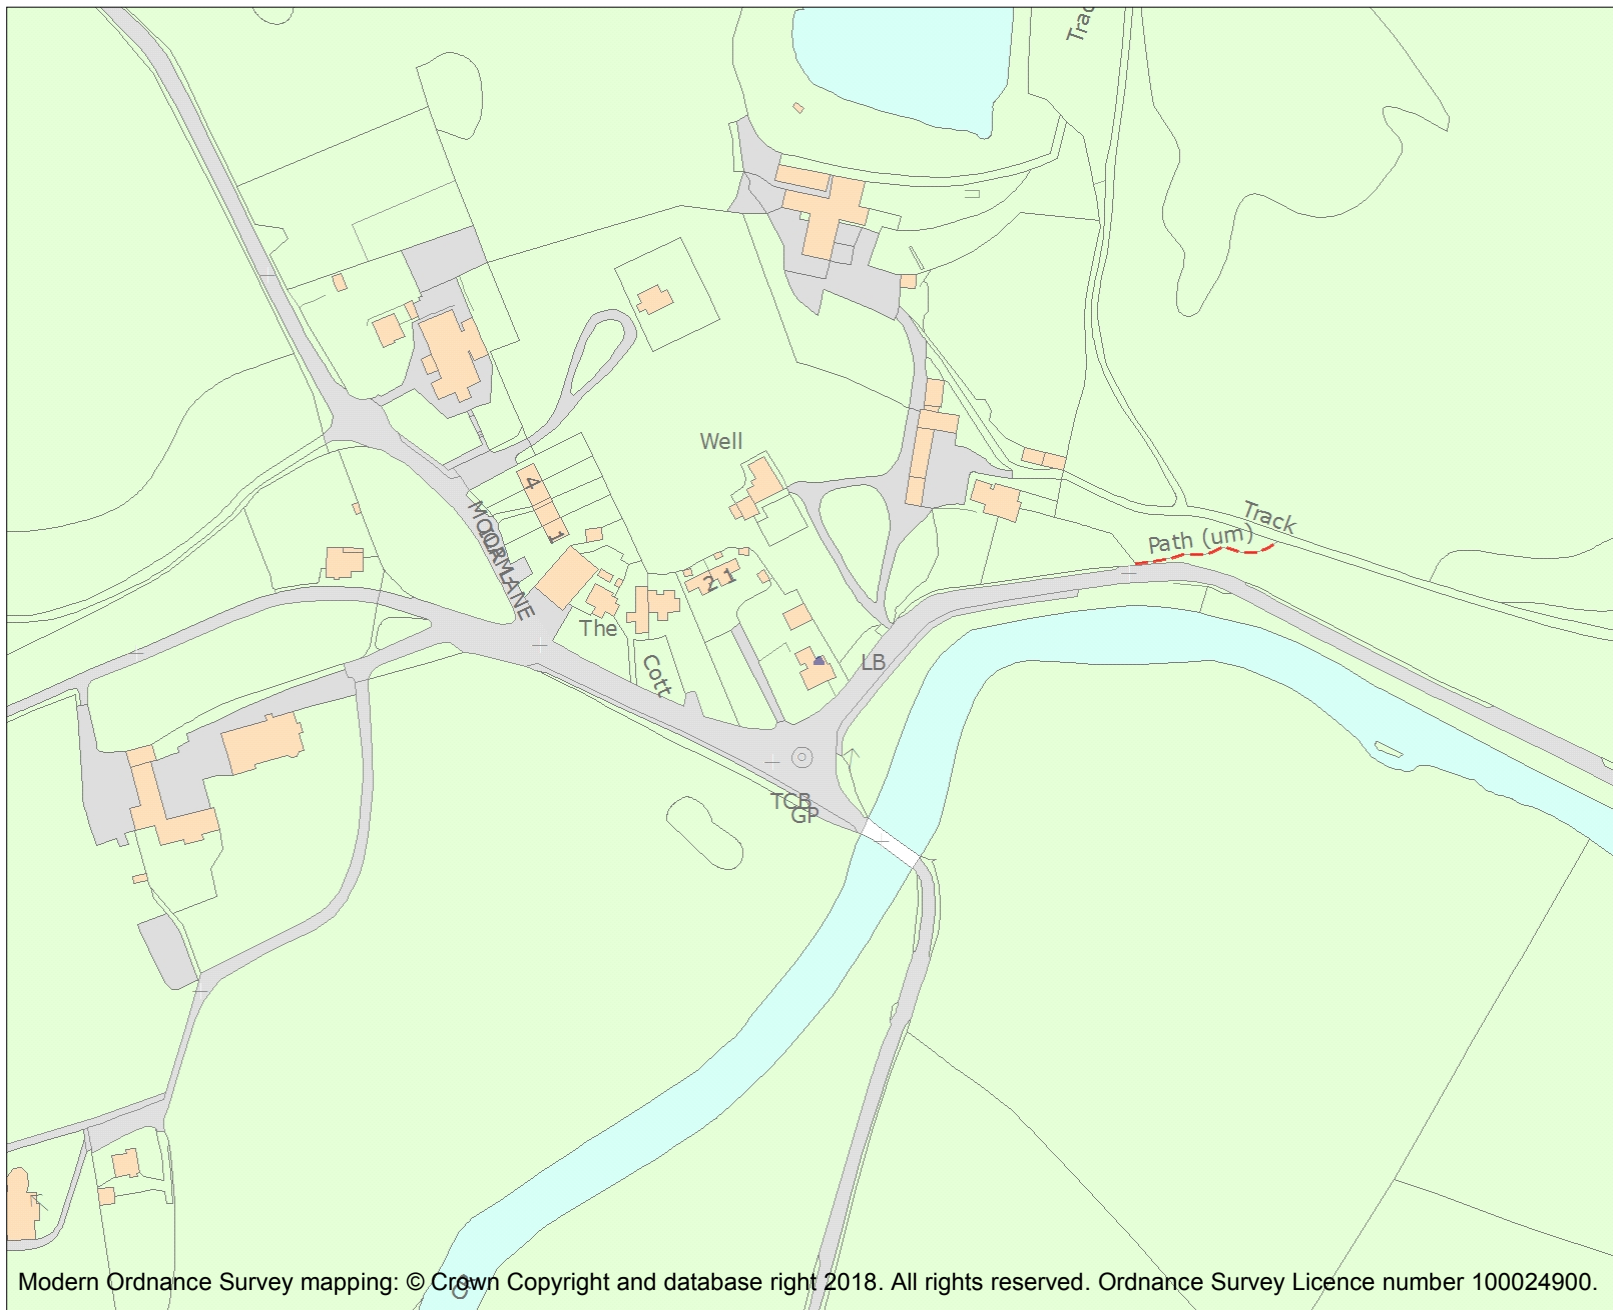 Trac
Well
4
MOOR LANE
1
Track
Path (um)
2 1
The
Cott
LB
TCB
GP
Modern Ordnance Survey mapping: © Crown Copyright and database right 2018. All rights reserved. Ordnance Survey Licence number 100024900.